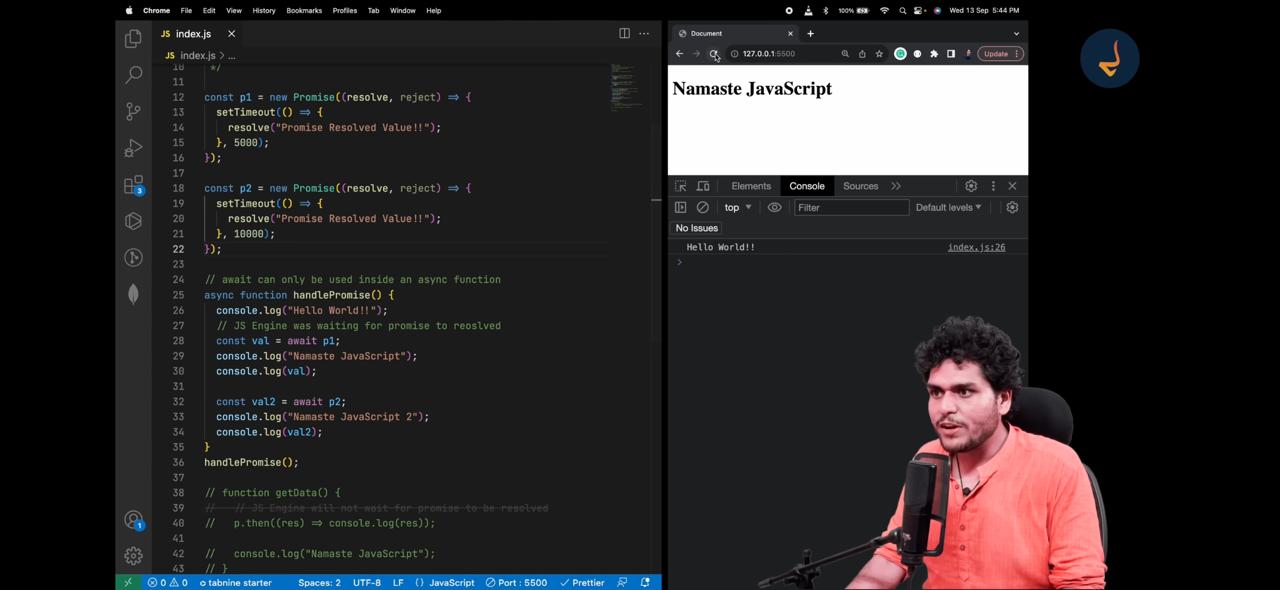 Chrome File Edit View History Bookmarks Profiles Tab Window Help
100% Wed 13 Sep 5:44 PM
JS index.js
JS index.js > ...
10 */
11
12 const p1 = new Promise((resolve, reject) => {
13 setTimeout(() => {
14 resolve("Promise Resolved Value!!");
15 }, 5000);
16 });
17
18 const p2 = new Promise((resolve, reject) => {
19 setTimeout(() => {
20 resolve("Promise Resolved Value!!");
21 }, 10000);
22 });
23
24 // await can only be used inside an async function
25 async function handlePromise() {
26 console.log("Hello World!!");
27 // JS Engine was waiting for promise to reoslved
28 const val = await p1;
29 console.log("Namaste JavaScript");
30 console.log(val);
31
32 const val2 = await p2;
33 console.log("Namaste JavaScript 2");
34 console.log(val2);
35 }
36 handlePromise();
37
38 // function getData() {
39 // // JS Engine will not wait for promise to be resolved
40 // p.then((res) => console.log(res));
41
42 // console.log("Namaste JavaScript");
43 // }
3
1
0 0 tabnine starter Spaces: 2 UTF-8 LF {} JavaScript Port : 5500 Prettier
Document
127.0.0.1:5500 Update
Namaste JavaScript
Elements Console Sources
top Filter Default levels
No Issues
Hello World!! index.js:26